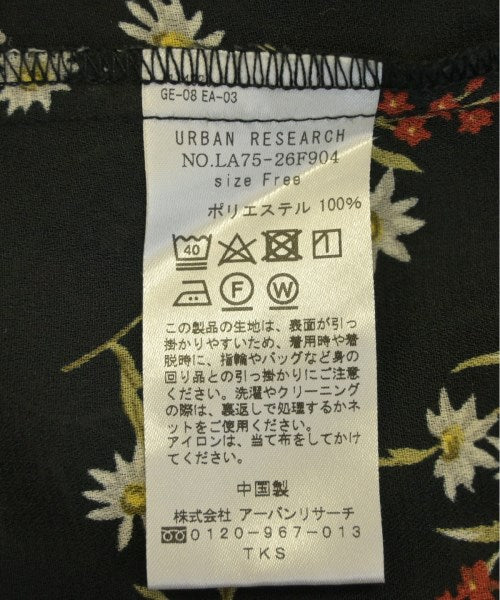 GE-08 EA-03
URBAN RESEARCH
NO.LA75-26F904
size Free
ポリエステル 100%
40
F W
この製品の生地は、表面が引っ
掛かりやすいため、着用時や着
脱時に、指輪やバッグなど身の
回り品との引っ掛かりにご注意
ください。洗濯やクリーニング
の際は、裏返しで処理するかネ
ットをご使用ください。
アイロンは、当て布をしてかけ
てください。
中国製
株式会社 アーバンリサーチ
0120-967-013
TKS